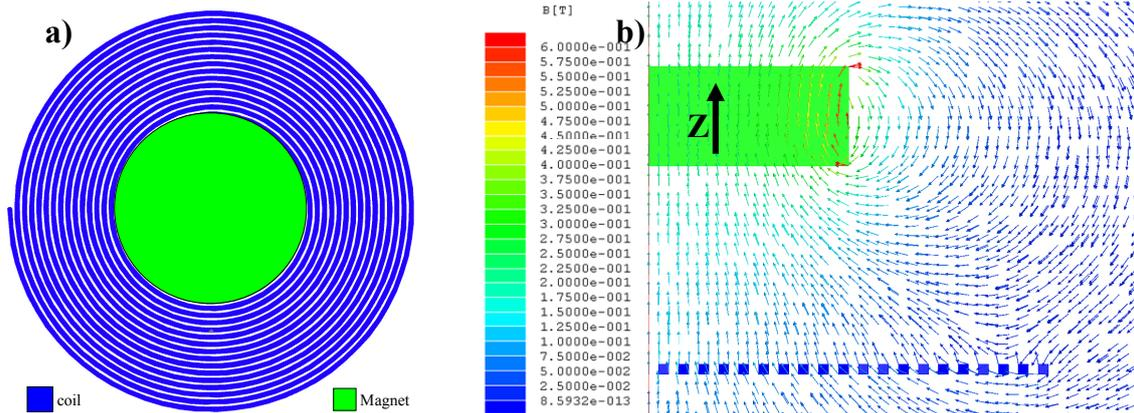 a)
coil
Magnet
B[T]
6.0000e-001
5.7500e-001
5.5000e-001
5.2500e-001
5.0000e-001
4.7500e-001
4.5000e-001
4.2500e-001
4.0000e-001
3.7500e-001
3.5000e-001
3.2500e-001
3.0000e-001
2.7500e-001
2.5000e-001
2.2500e-001
2.0000e-001
1.7500e-001
1.5000e-001
1.2500e-001
1.0000e-001
7.5000e-002
5.0000e-002
2.5000e-002
8.5932e-013
b)
Z